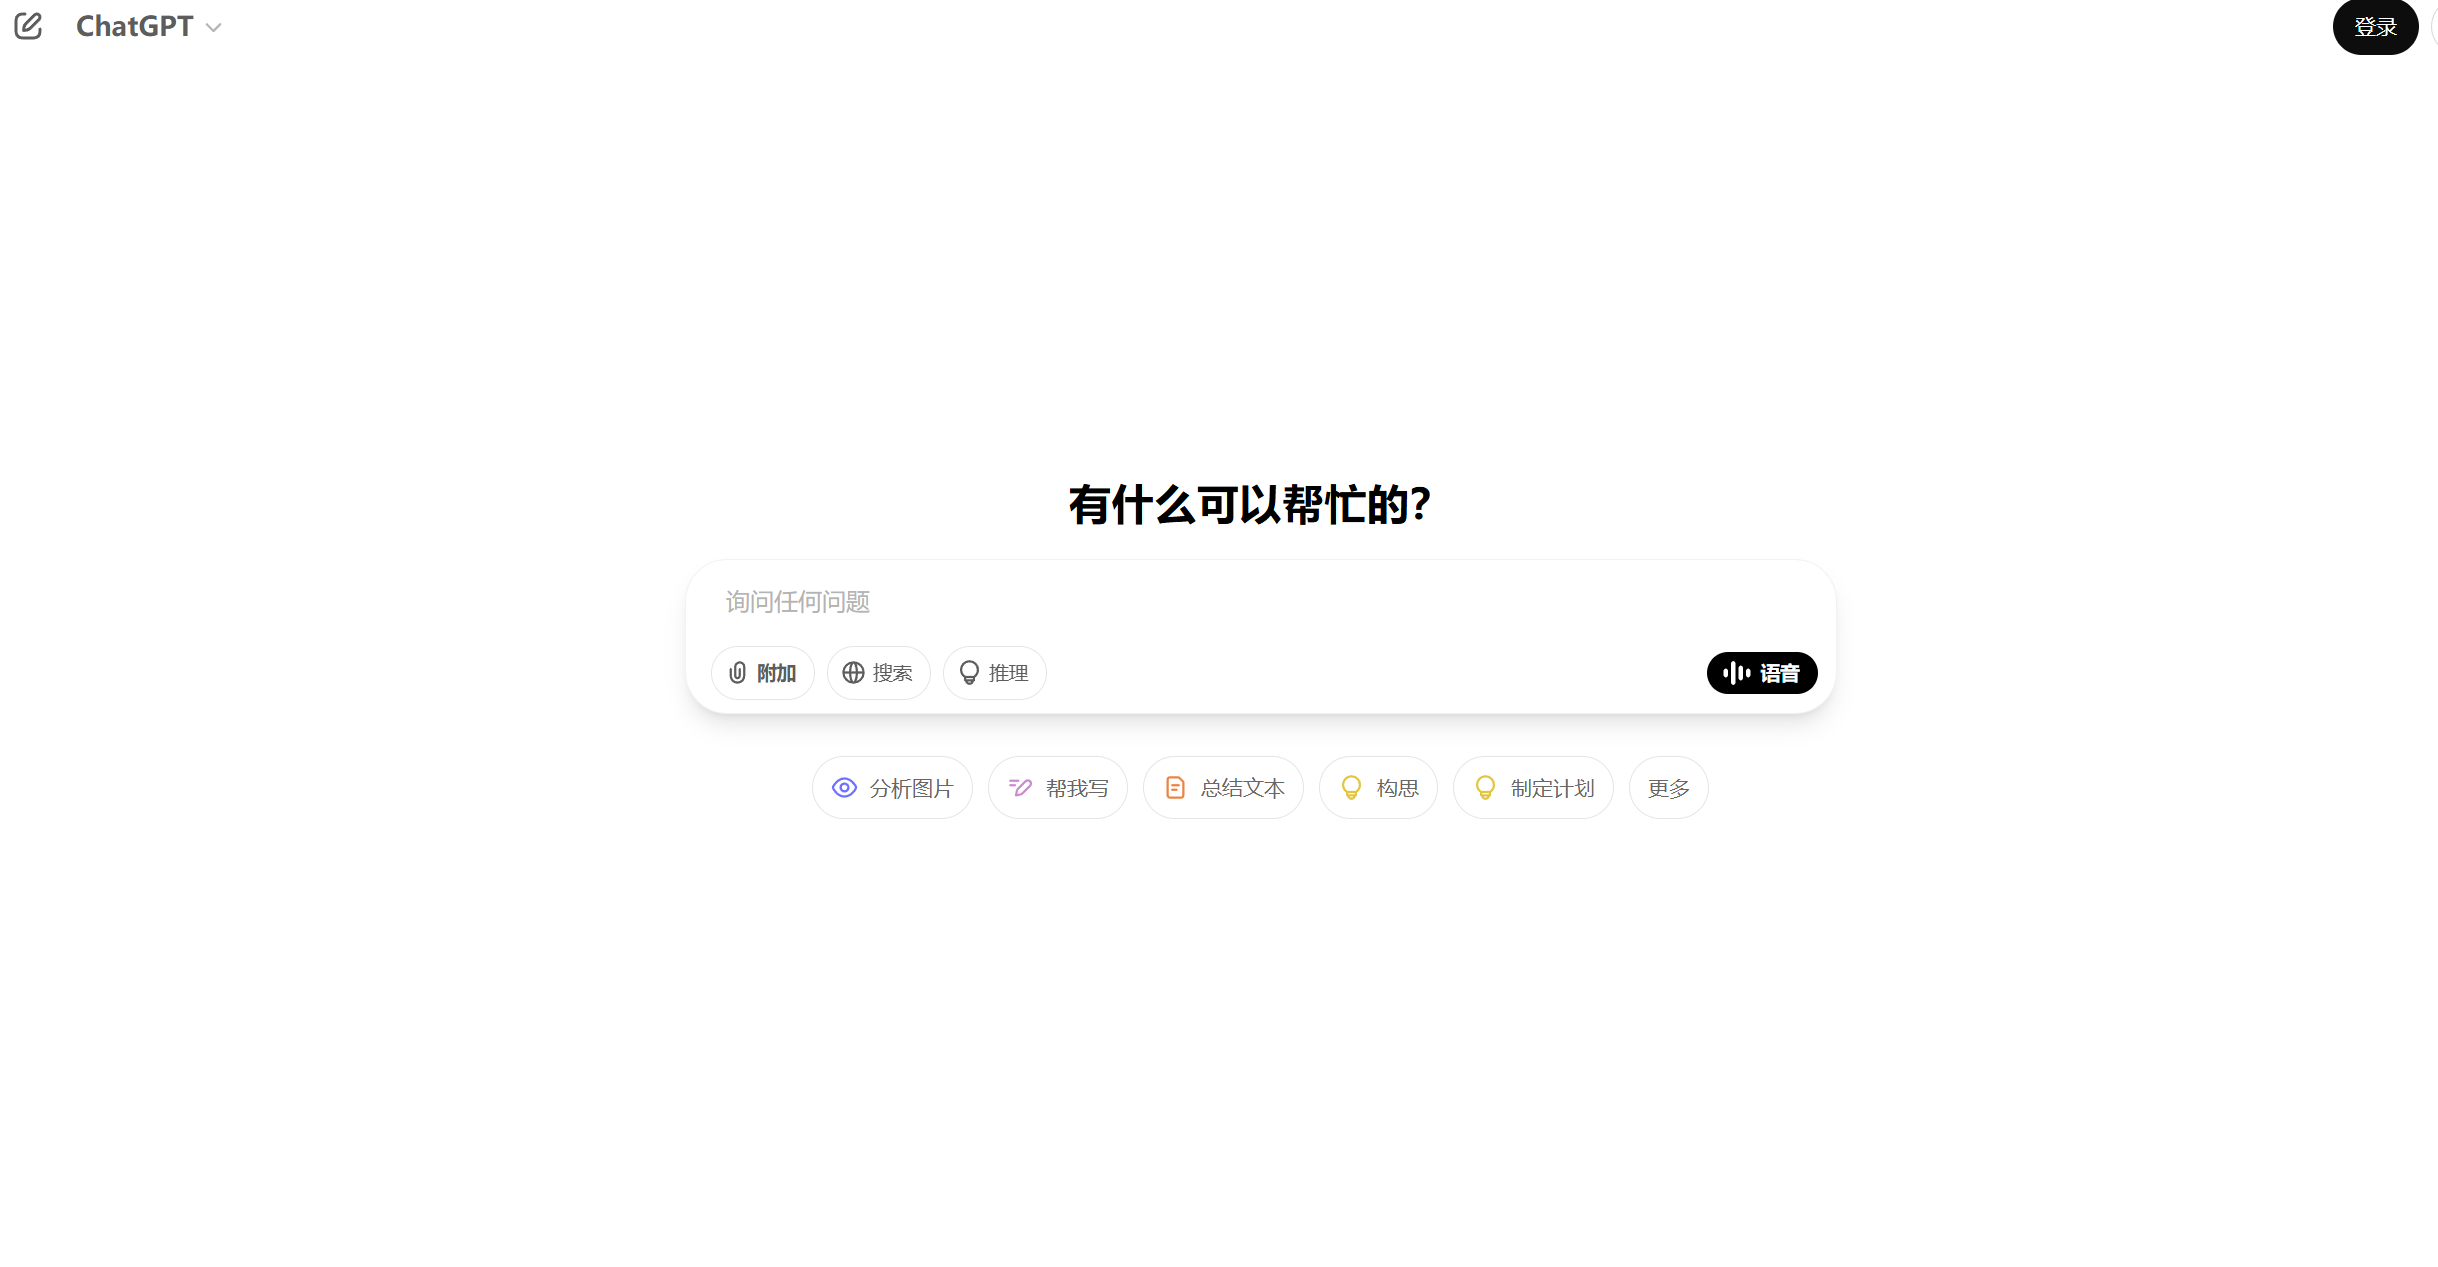 ChatGPT
登录
有什么可以帮忙的?
询问任何问题
附加 搜索 推理 语音
分析图片 帮我写 总结文本 构思 制定计划 更多